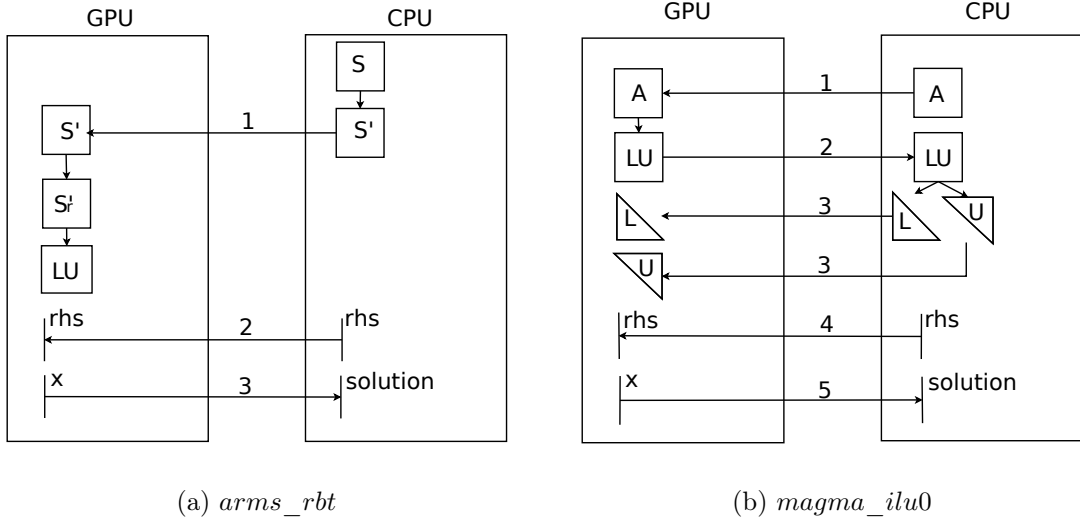 GPU CPU
S
S' 1 S'
S'r
LU
rhs 2 rhs
x 3 solution
(a) arms_rbt
GPU CPU
A 1 A
LU 2 LU
L 3 L U
U 3
rhs 4 rhs
x 5 solution
(b) magma_ilu0